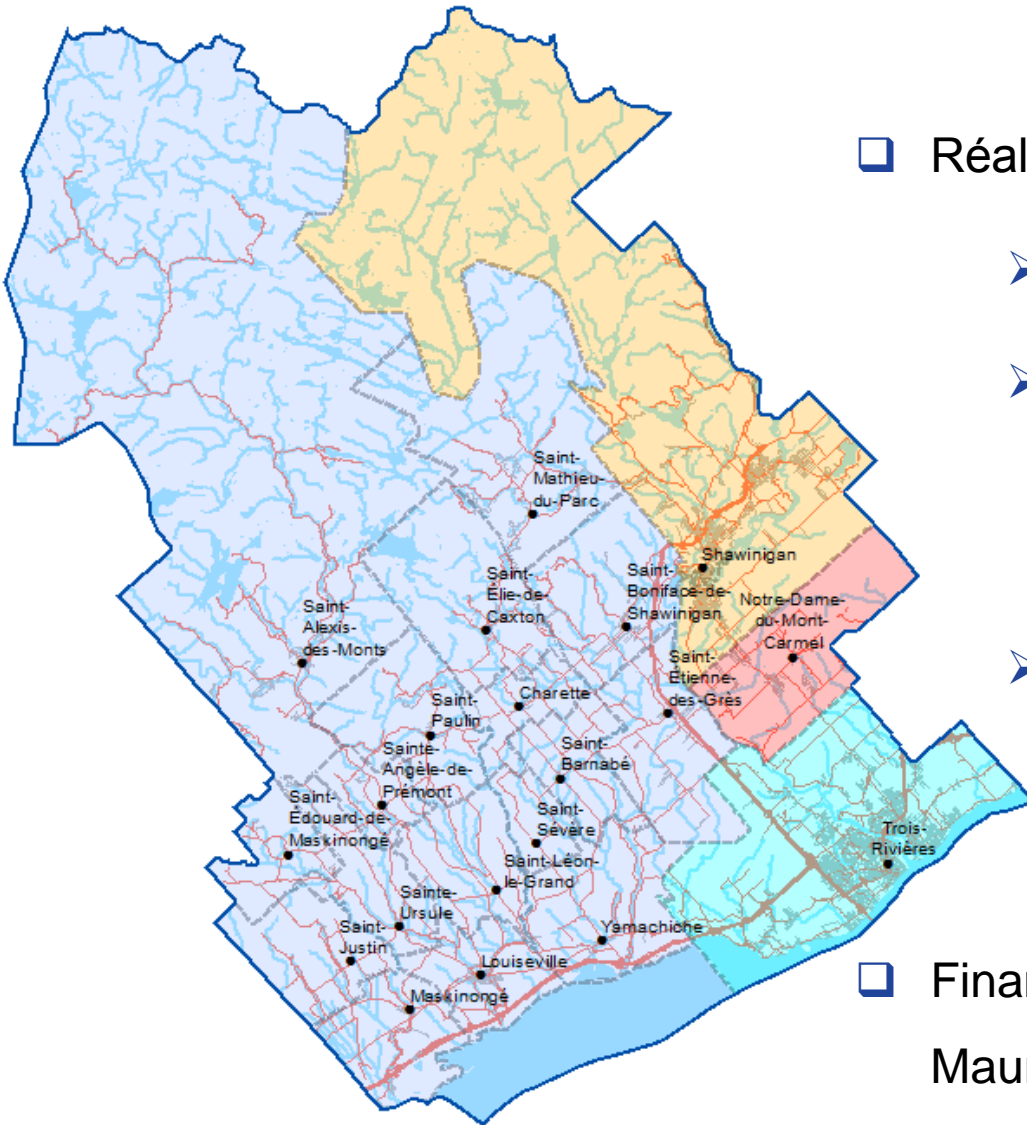 Réal
Saint-
Mathieu-
du-Parc
Shawinigan
Saint-
Boniface-de-
Shawinigan
Saint-
Élie-de-
Caxton
Notre-Dame-
du-Mont-
Carmel
Saint-
Alexis-
des-Monts
Saint-
Étienne-
des-Grès
Charette
Saint-
Paulin
Sainte-
Angèle-de-
Prémont
Saint-
Barnabé
Saint-
Édouard-de-
Maskinongé
Saint-
Sévère
Trois-
Rivières
Saint-Léon-
le-Grand
Sainte-
Ursule
Saint-
Justin
Yamachiche
Louiseville
Maskinongé
Finan
Maur